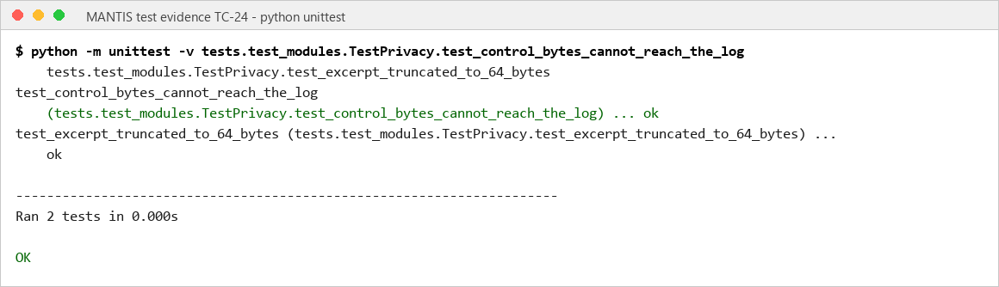 MANTIS test evidence TC-24 - python unittest
$ python -m unittest -v tests.test_modules.TestPrivacy.test_control_bytes_cannot_reach_the_log
    tests.test_modules.TestPrivacy.test_excerpt_truncated_to_64_bytes
test_control_bytes_cannot_reach_the_log
    (tests.test_modules.TestPrivacy.test_control_bytes_cannot_reach_the_log) ... ok
test_excerpt_truncated_to_64_bytes (tests.test_modules.TestPrivacy.test_excerpt_truncated_to_64_bytes) ...
    ok
----------------------------------------------------------------------
Ran 2 tests in 0.000s
OK